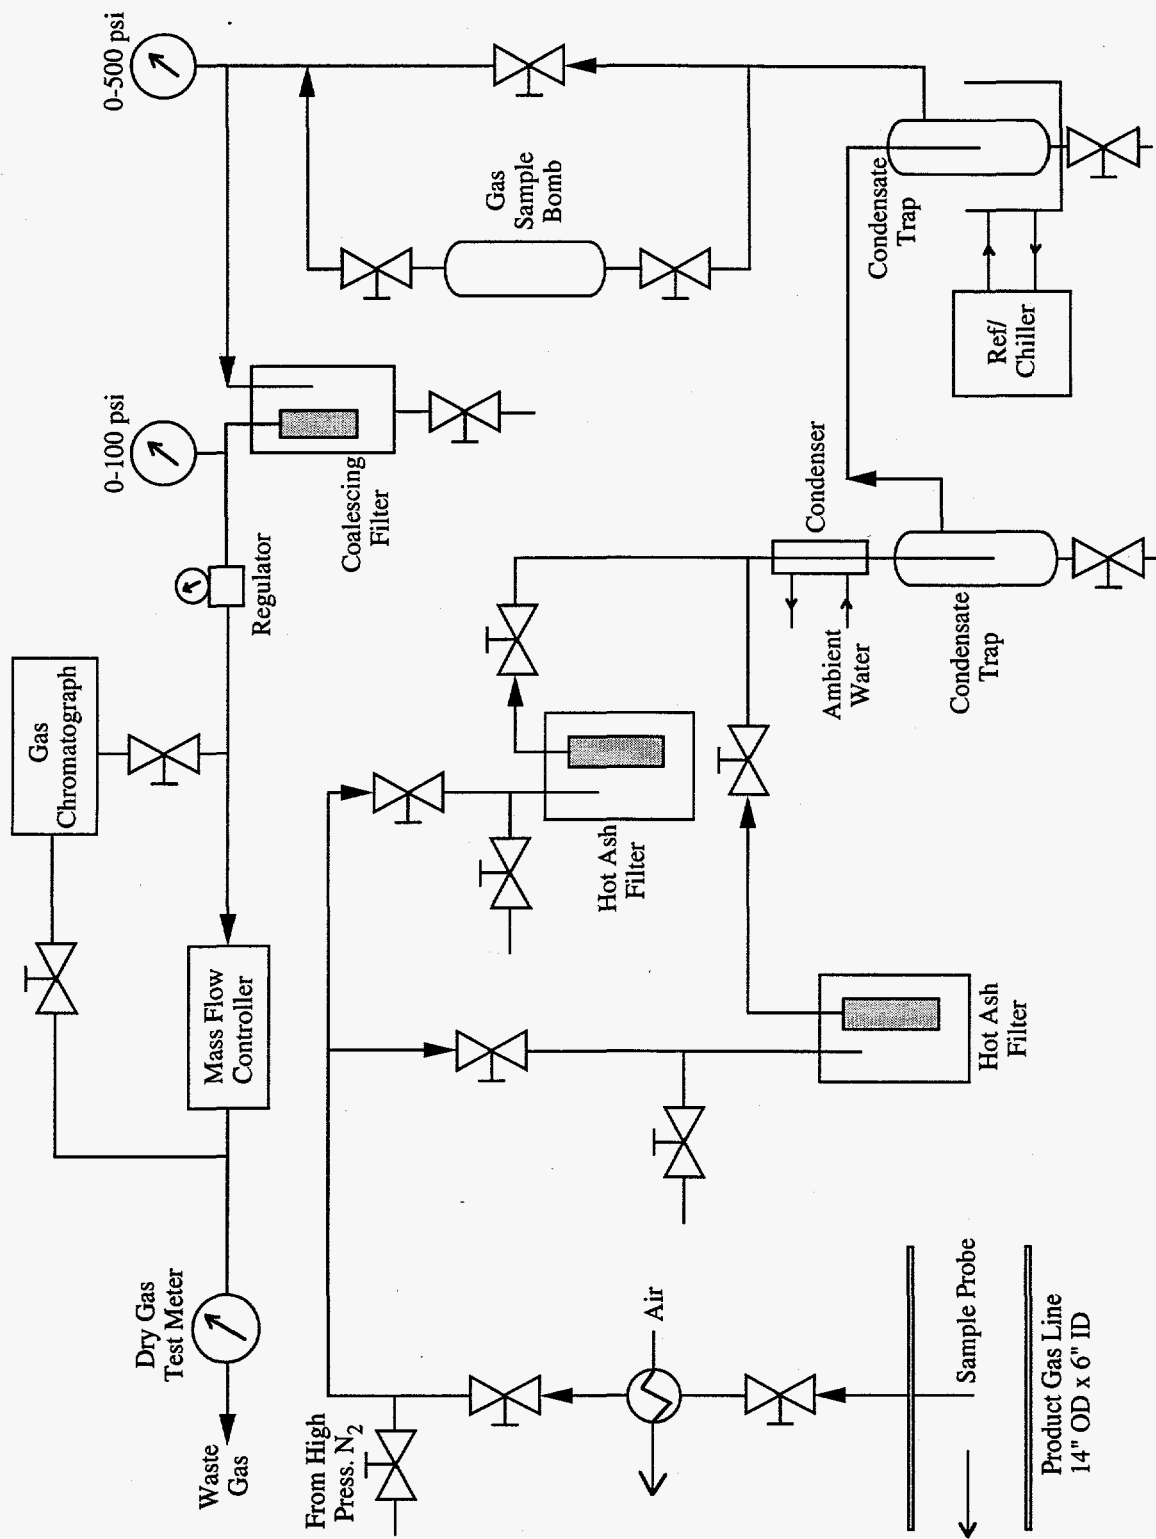 Product Gas Line
14" OD x 6" ID
Sample Probe
Air
From High
Press. N2
Waste
Gas
Dry Gas
Test Meter
Mass Flow
Controller
Gas
Chromatograph
Regulator
0-100 psi
0-500 psi
Coalescing
Filter
Gas
Sample
Bomb
Hot Ash
Filter
Hot Ash
Filter
Condenser
Ambient
Water
Condensate
Trap
Condensate
Trap
Ref/
Chiller